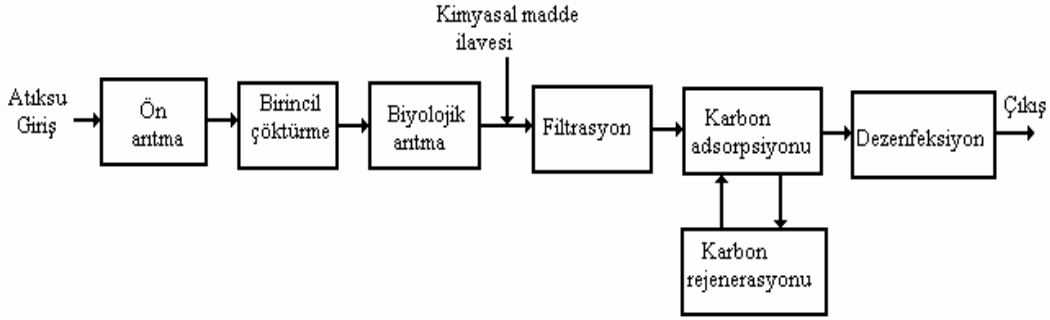 Kimyasal madde
ilavesi
Atıksu
Giriş
Ön
arıtma
Birincil
çöktürme
Biyolojik
arıtma
Filtrasyon
Karbon
adsorpsiyonu
Dezenfeksiyon
Çıkış
Karbon
rejenerasyonu